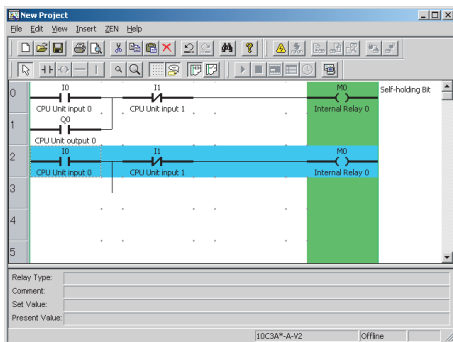 New Project
File Edit View Insert ZEN Help
0 I0 I1 M0 Self-holding Bit
CPU Unit input 0 CPU Unit input 1 Internal Relay 0
1 Q0
CPU Unit output 0
2 I0 I1 M0
CPU Unit input 0 CPU Unit input 1 Internal Relay 0
3
4
5
Relay Type:
Comment:
Set Value:
Present Value:
10C3A*-A-V2 Offline